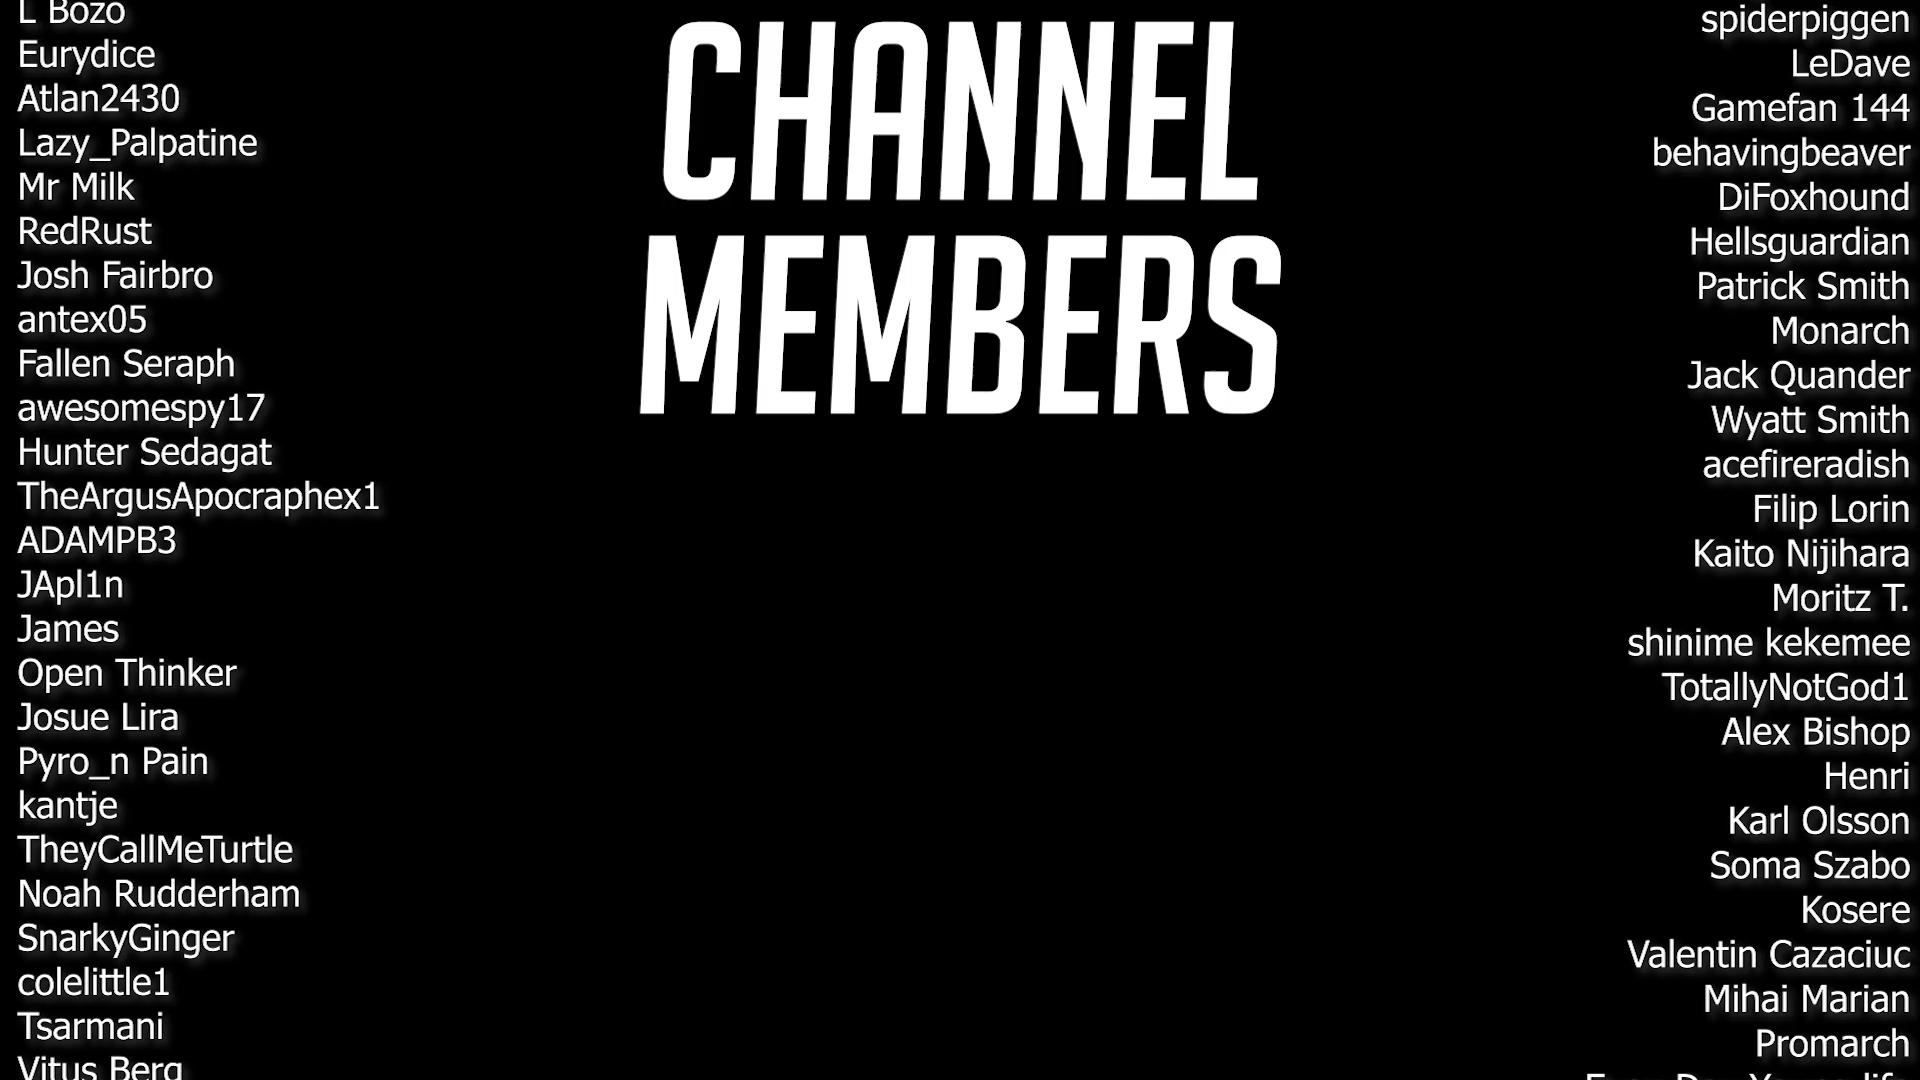 L Bozo
Eurydice
Atlan2430
Lazy_Palpatine
Mr Milk
RedRust
Josh Fairbro
antex05
Fallen Seraph
awesomespy17
Hunter Sedagat
TheArgusApocraphex1
ADAMPB3
JApl1n
James
Open Thinker
Josue Lira
Pyro_n Pain
kantje
TheyCallMeTurtle
Noah Rudderham
SnarkyGinger
colelittle1
Tsarmani
Vitus Berg
CHANNEL
MEMBERS
spiderpiggen
LeDave
Gamefan 144
behavingbeaver
DiFoxhound
Hellsguardian
Patrick Smith
Monarch
Jack Quander
Wyatt Smith
acefireradish
Filip Lorin
Kaito Nijihara
Moritz T.
shinime kekemee
TotallyNotGod1
Alex Bishop
Henri
Karl Olsson
Soma Szabo
Kosere
Valentin Cazaciuc
Mihai Marian
Promarch